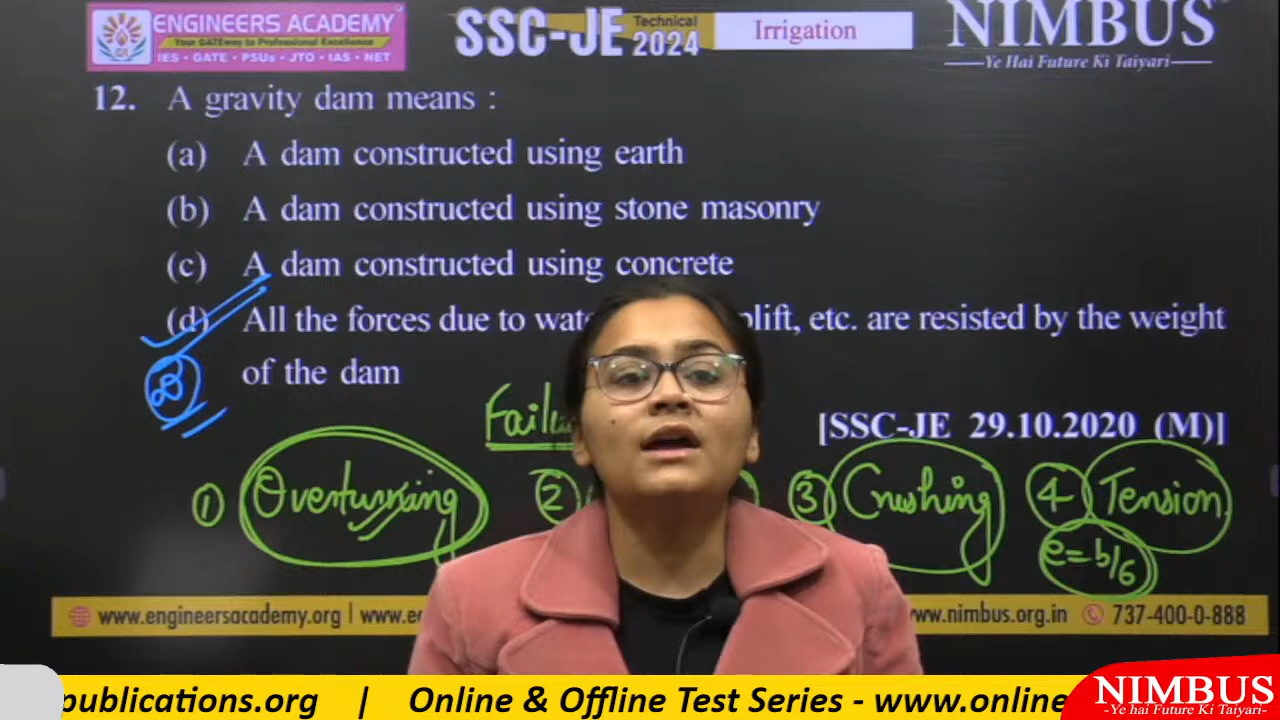 ENGINEERS ACADEMY
Your GATEway to Professional Excellence
IES • GATE • PSUs • JTO • IAS • NET
SSC-JE Technical 2024
Irrigation
NIMBUS
Ye Hai Future Ki Taiyari
12. A gravity dam means :
(a) A dam constructed using earth
(b) A dam constructed using stone masonry
(c) A dam constructed using concrete
(d) All the forces due to plift, etc. are resisted by the weight
of the dam
[SSC-JE 29.10.2020 (M)]
① Overturning ② ③ Crushing ④ Tension
e=b/6
www.engineersacademy.org | www.nimbus.org.in 737-400-0-888
publications.org | Online & Offline Test Series - www.online
NIMBUS
-Ye hai Future Ki Taiyari-